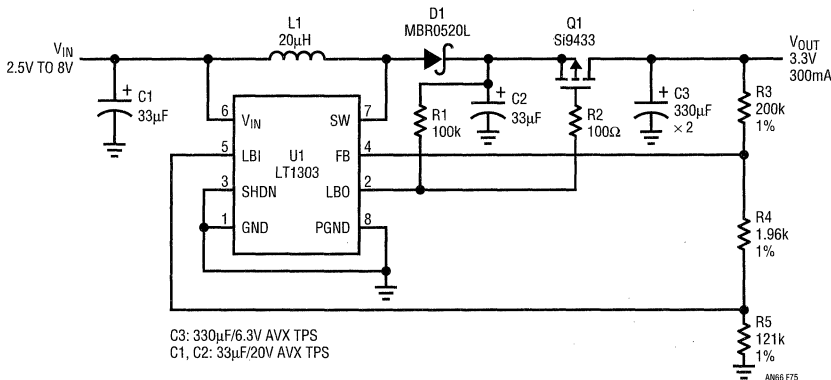 VIN
2.5V TO 8V
L1
20µH
D1
MBR0520L
Q1
Si9433
VOUT
3.3V
300mA
+
C1
33µF
6
VIN
7
SW
R1
100k
+
C2
33µF
R2
100Ω
+
C3
330µF
×2
R3
200k
1%
5
LBI
U1
LT1303
4
FB
3
SHDN
2
LBO
1
GND
8
PGND
R4
1.96k
1%
R5
121k
1%
C3: 330µF/6.3V AVX TPS
C1, C2: 33µF/20V AVX TPS
AN66 F75